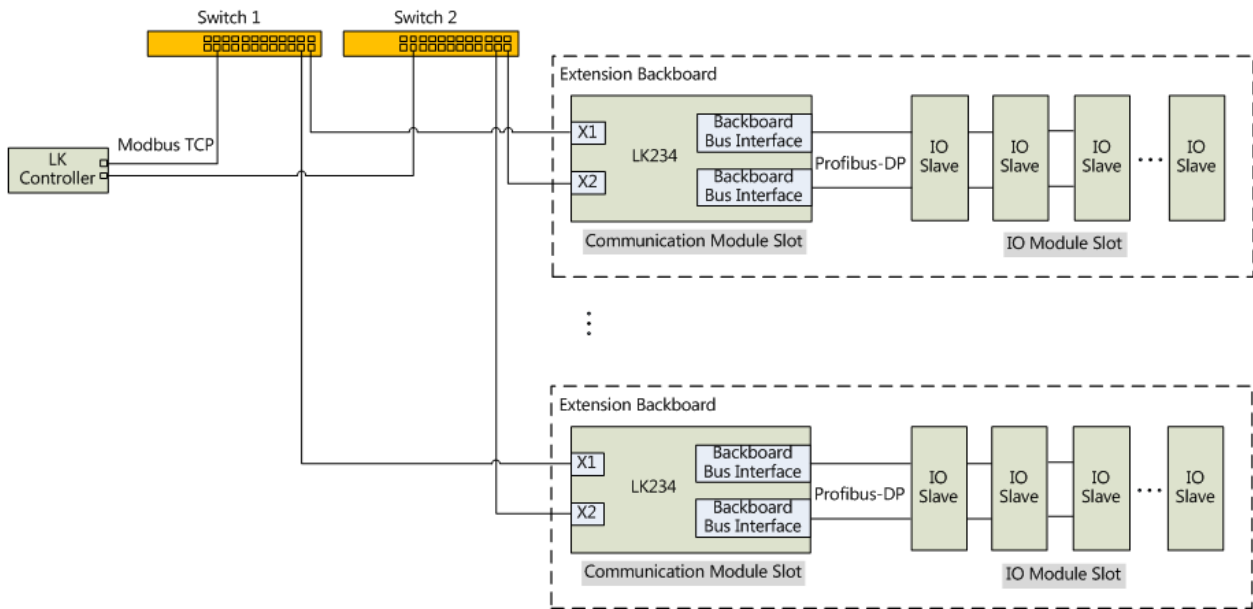 Switch 1
Switch 2
Modbus TCP
LK
Controller
Extension Backboard
X1
X2
LK234
Backboard
Bus Interface
Backboard
Bus Interface
Profibus-DP
IO
Slave
IO
Slave
IO
Slave
...
IO
Slave
Communication Module Slot
IO Module Slot
Extension Backboard
X1
X2
LK234
Backboard
Bus Interface
Backboard
Bus Interface
Profibus-DP
IO
Slave
IO
Slave
IO
Slave
...
IO
Slave
Communication Module Slot
IO Module Slot